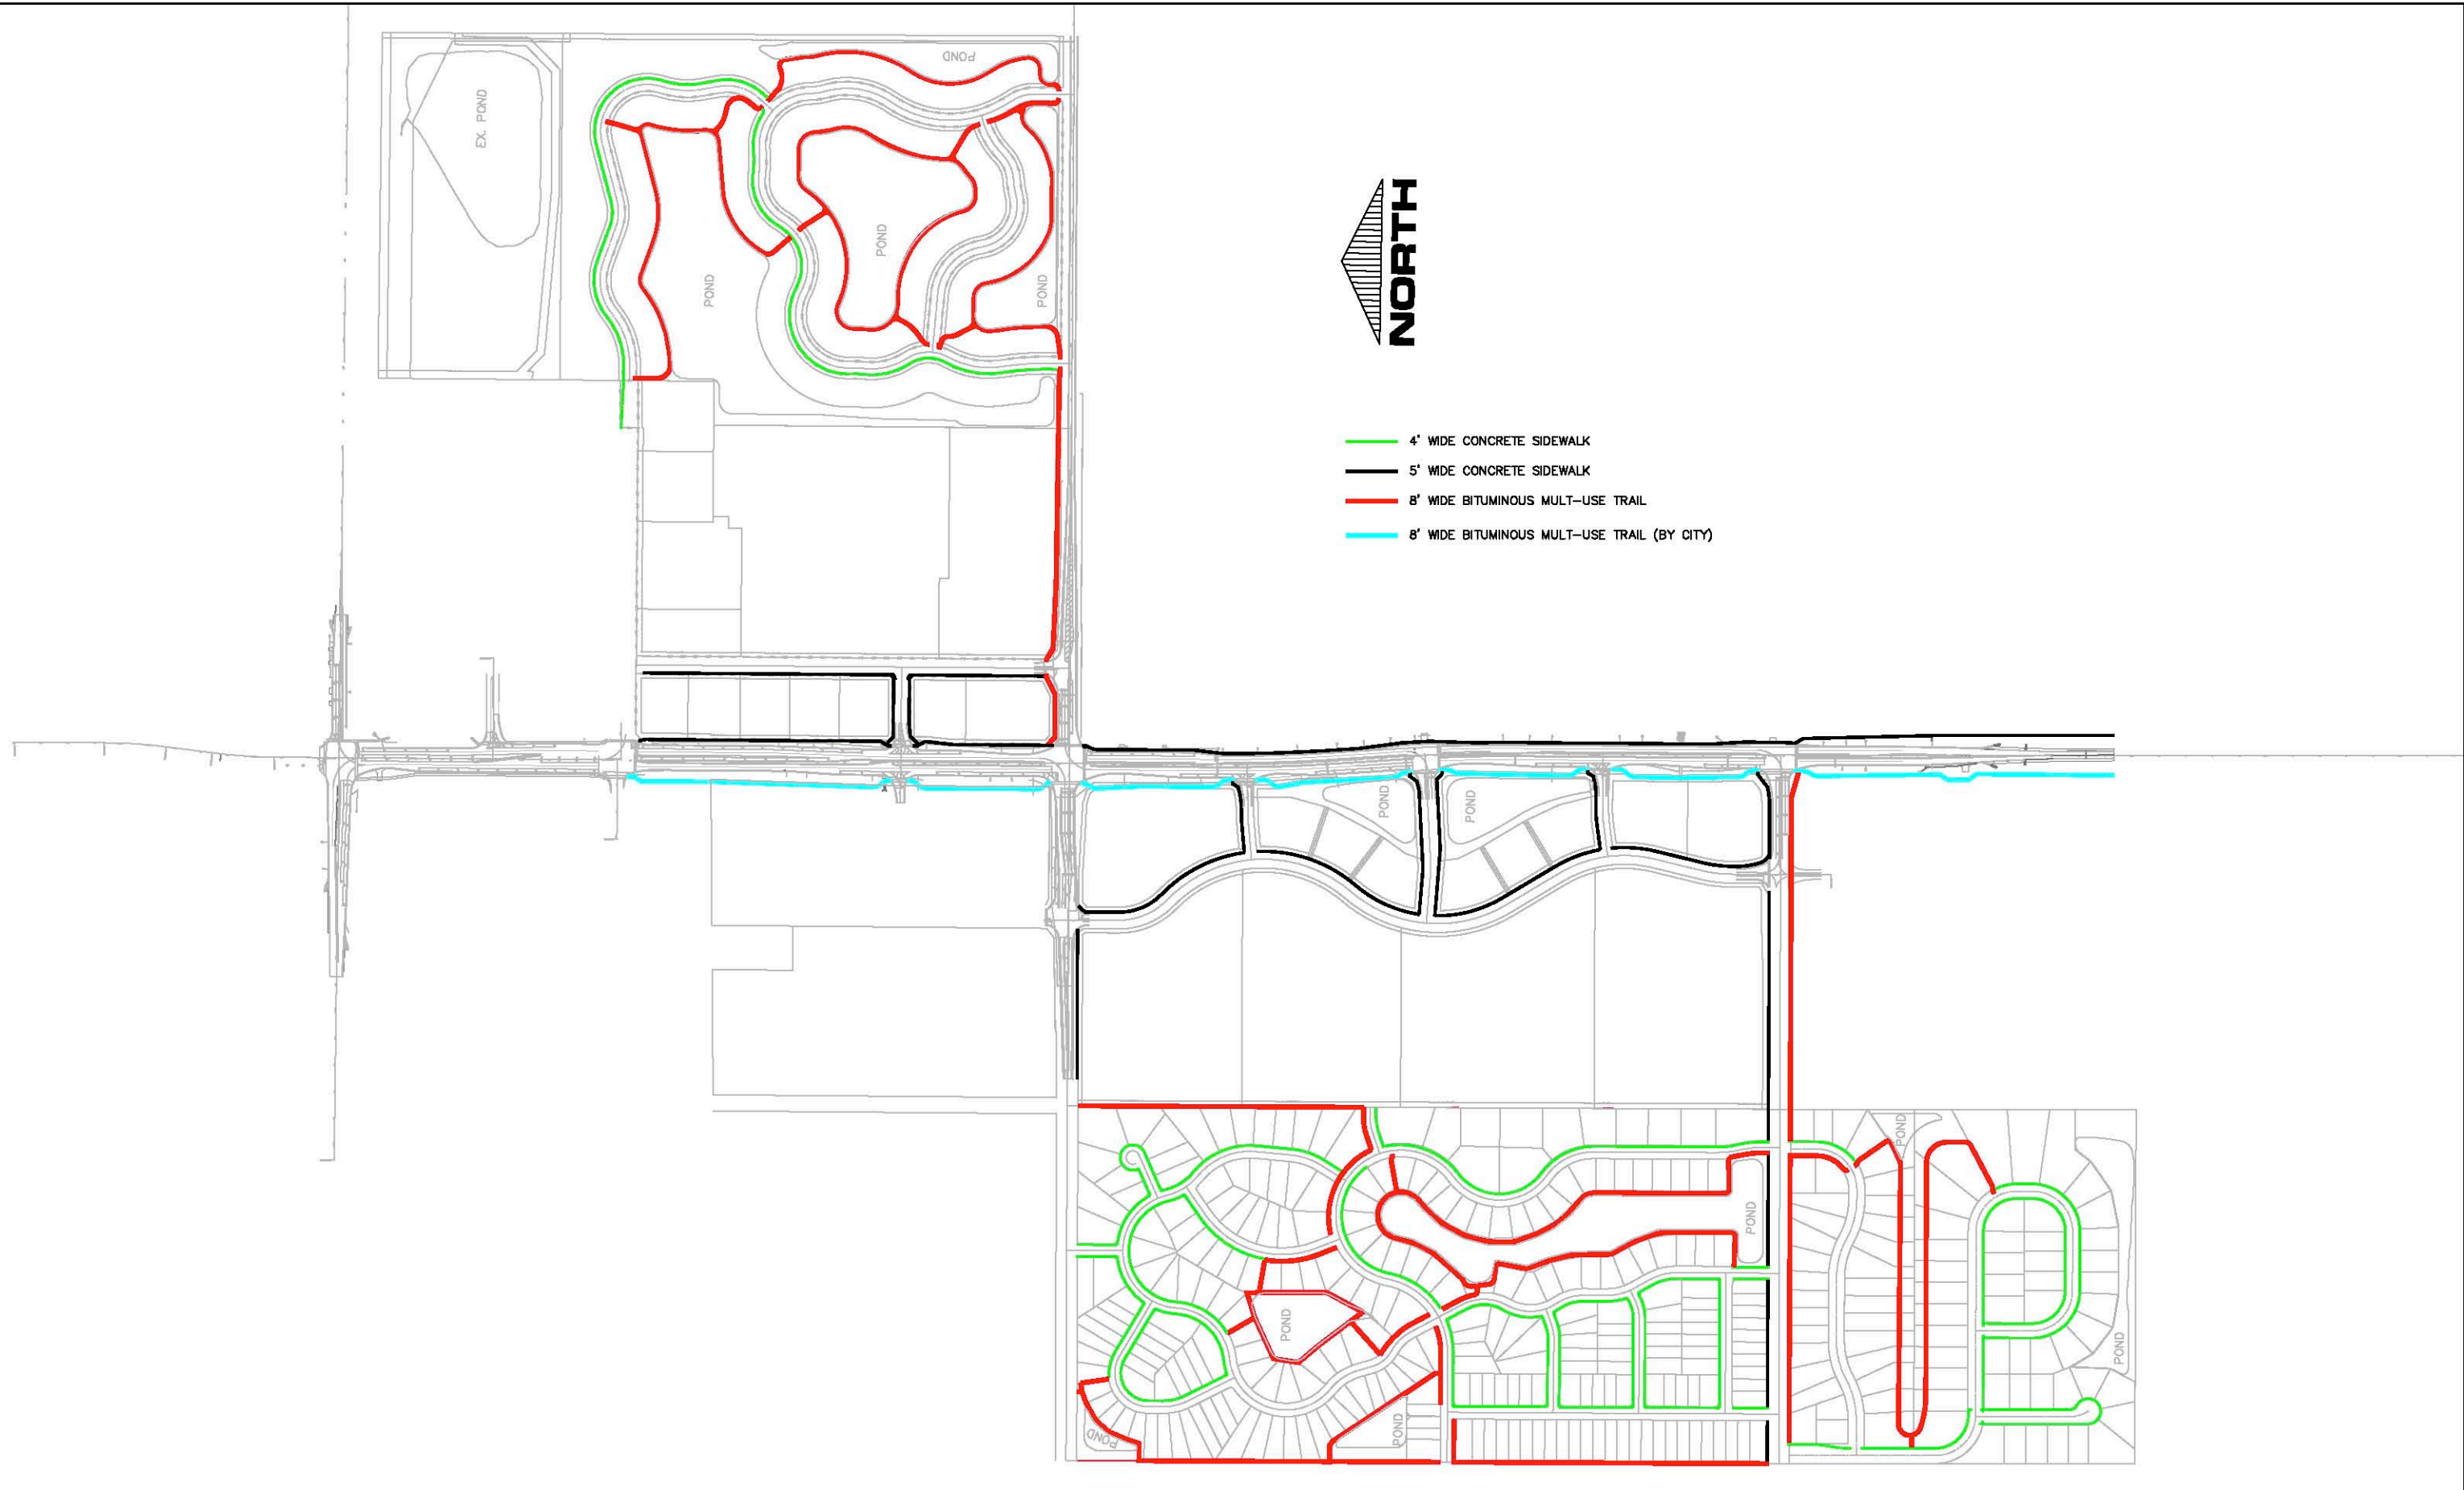 POND
EX. POND
POND
POND
POND
NORTH
4' WIDE CONCRETE SIDEWALK
5' WIDE CONCRETE SIDEWALK
8' WIDE BITUMINOUS MULT-USE TRAIL
8' WIDE BITUMINOUS MULT-USE TRAIL (BY CITY)
POND
POND
POND
POND
POND
POND
POND
POND